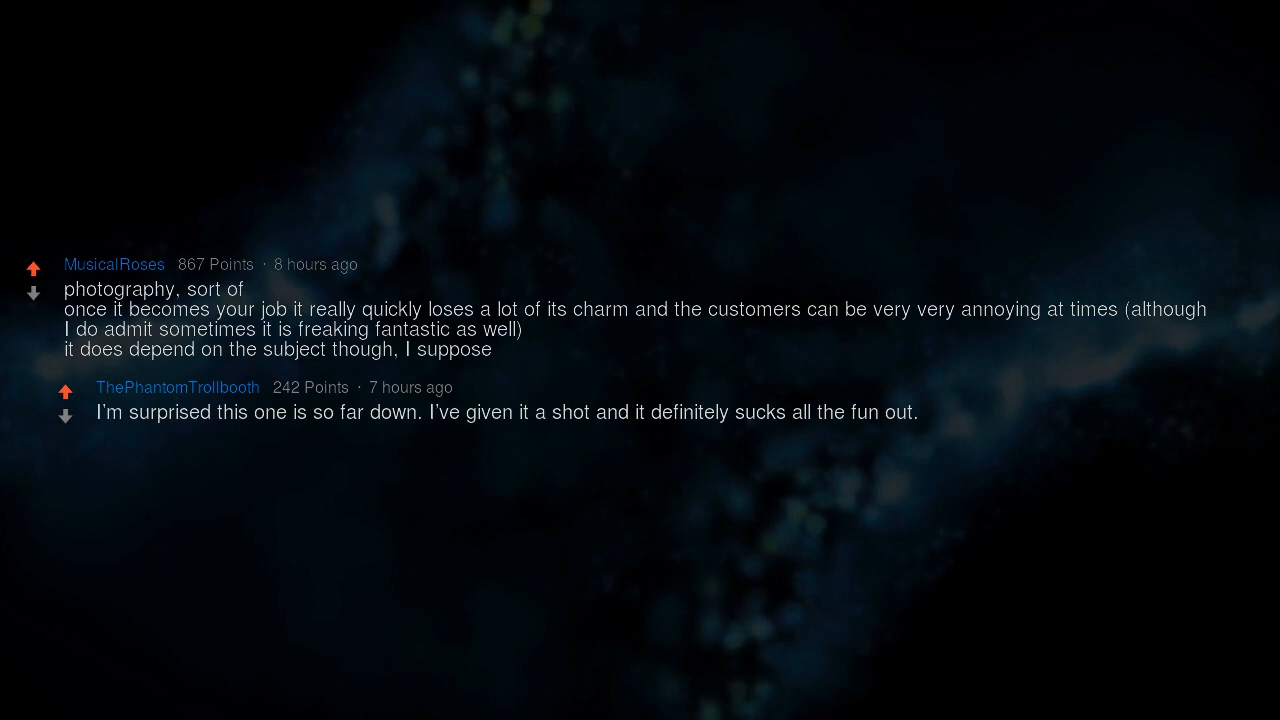 MusicalRoses 867 Points · 8 hours ago
photography, sort of
once it becomes your job it really quickly loses a lot of its charm and the customers can be very very annoying at times (although
I do admit sometimes it is freaking fantastic as well)
it does depend on the subject though, I suppose
ThePhantomTrollbooth 242 Points · 7 hours ago
I'm surprised this one is so far down. I've given it a shot and it definitely sucks all the fun out.